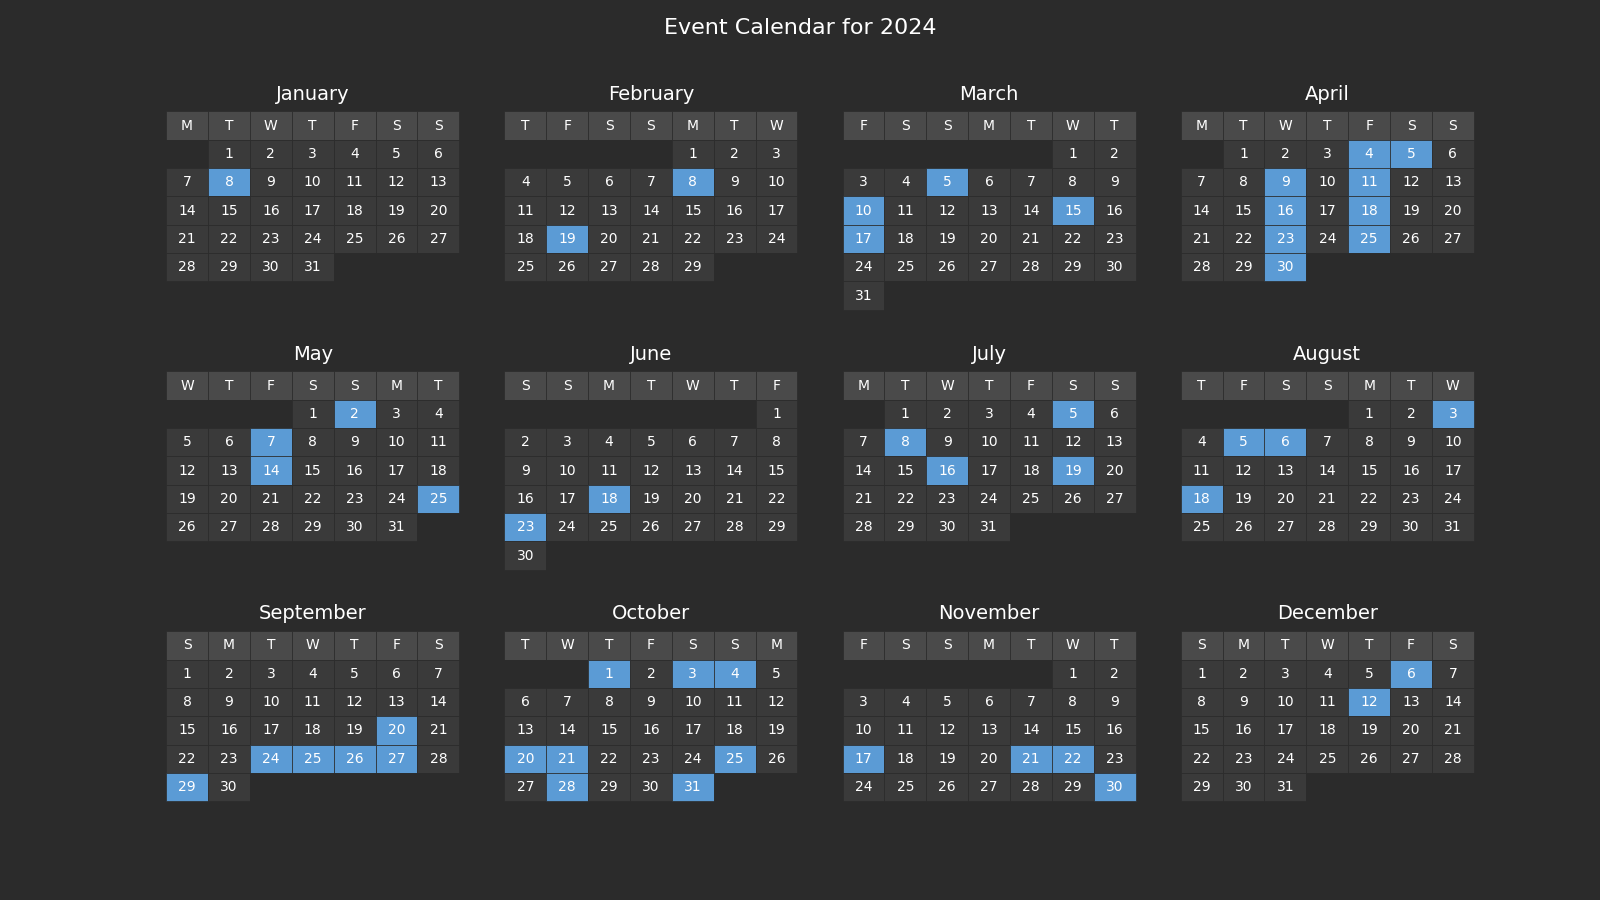 Event Calendar for 2024
January
M T W T F S S
1 2 3 4 5 6
7 8 9 10 11 12 13
14 15 16 17 18 19 20
21 22 23 24 25 26 27
28 29 30 31
February
T F S S M T W
1 2 3
4 5 6 7 8 9 10
11 12 13 14 15 16 17
18 19 20 21 22 23 24
25 26 27 28 29
March
F S S M T W T
1 2
3 4 5 6 7 8 9
10 11 12 13 14 15 16
17 18 19 20 21 22 23
24 25 26 27 28 29 30
31
April
M T W T F S S
1 2 3 4 5 6
7 8 9 10 11 12 13
14 15 16 17 18 19 20
21 22 23 24 25 26 27
28 29 30
May
W T F S S M T
1 2 3 4
5 6 7 8 9 10 11
12 13 14 15 16 17 18
19 20 21 22 23 24 25
26 27 28 29 30 31
June
S S M T W T F
1
2 3 4 5 6 7 8
9 10 11 12 13 14 15
16 17 18 19 20 21 22
23 24 25 26 27 28 29
30
July
M T W T F S S
1 2 3 4 5 6
7 8 9 10 11 12 13
14 15 16 17 18 19 20
21 22 23 24 25 26 27
28 29 30 31
August
T F S S M T W
1 2 3
4 5 6 7 8 9 10
11 12 13 14 15 16 17
18 19 20 21 22 23 24
25 26 27 28 29 30 31
September
S M T W T F S
1 2 3 4 5 6 7
8 9 10 11 12 13 14
15 16 17 18 19 20 21
22 23 24 25 26 27 28
29 30
October
T W T F S S M
1 2 3 4 5
6 7 8 9 10 11 12
13 14 15 16 17 18 19
20 21 22 23 24 25 26
27 28 29 30 31
November
F S S M T W T
1 2
3 4 5 6 7 8 9
10 11 12 13 14 15 16
17 18 19 20 21 22 23
24 25 26 27 28 29 30
December
S M T W T F S
1 2 3 4 5 6 7
8 9 10 11 12 13 14
15 16 17 18 19 20 21
22 23 24 25 26 27 28
29 30 31